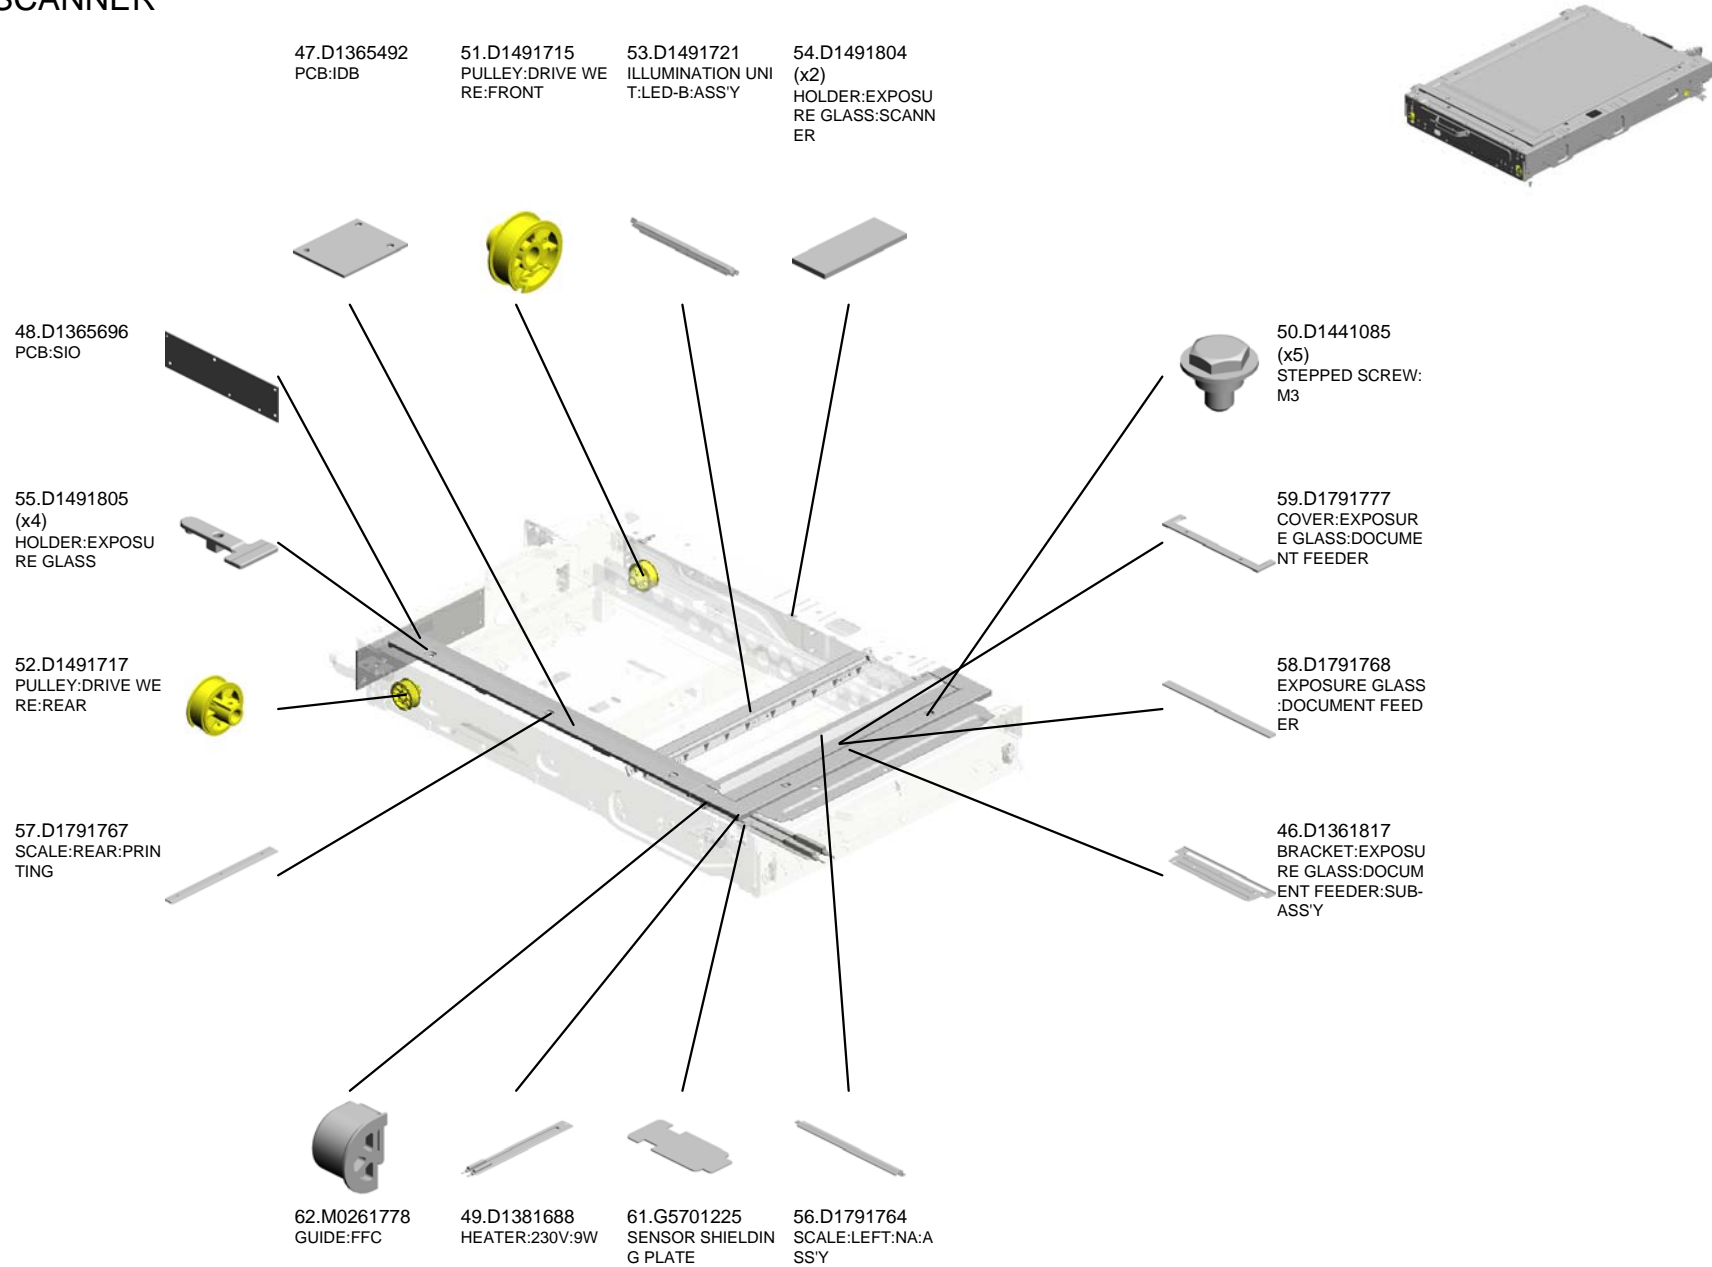 SCANNER
47.D1365492
PCB:IDB
51.D1491715
PULLEY:DRIVE WE
RE:FRONT
53.D1491721
ILLUMINATION UNI
T:LED-B:ASS'Y
54.D1491804
(x2)
HOLDER:EXPOSU
RE GLASS:SCANN
ER
48.D1365696
PCB:SIO
50.D1441085
(x5)
STEPPED SCREW:
M3
55.D1491805
(x4)
HOLDER:EXPOSU
RE GLASS
59.D1791777
COVER:EXPOSUR
E GLASS:DOCUME
NT FEEDER
52.D1491717
PULLEY:DRIVE WE
RE:REAR
58.D1791768
EXPOSURE GLASS
:DOCUMENT FEED
ER
57.D1791767
SCALE:REAR:PRIN
TING
46.D1361817
BRACKET:EXPOSU
RE GLASS:DOCUM
ENT FEEDER:SUB-
ASS'Y
62.M0261778
GUIDE:FFC
49.D1381688
HEATER:230V:9W
61.G5701225
SENSOR SHIELDIN
G PLATE
56.D1791764
SCALE:LEFT:NA:A
SS'Y